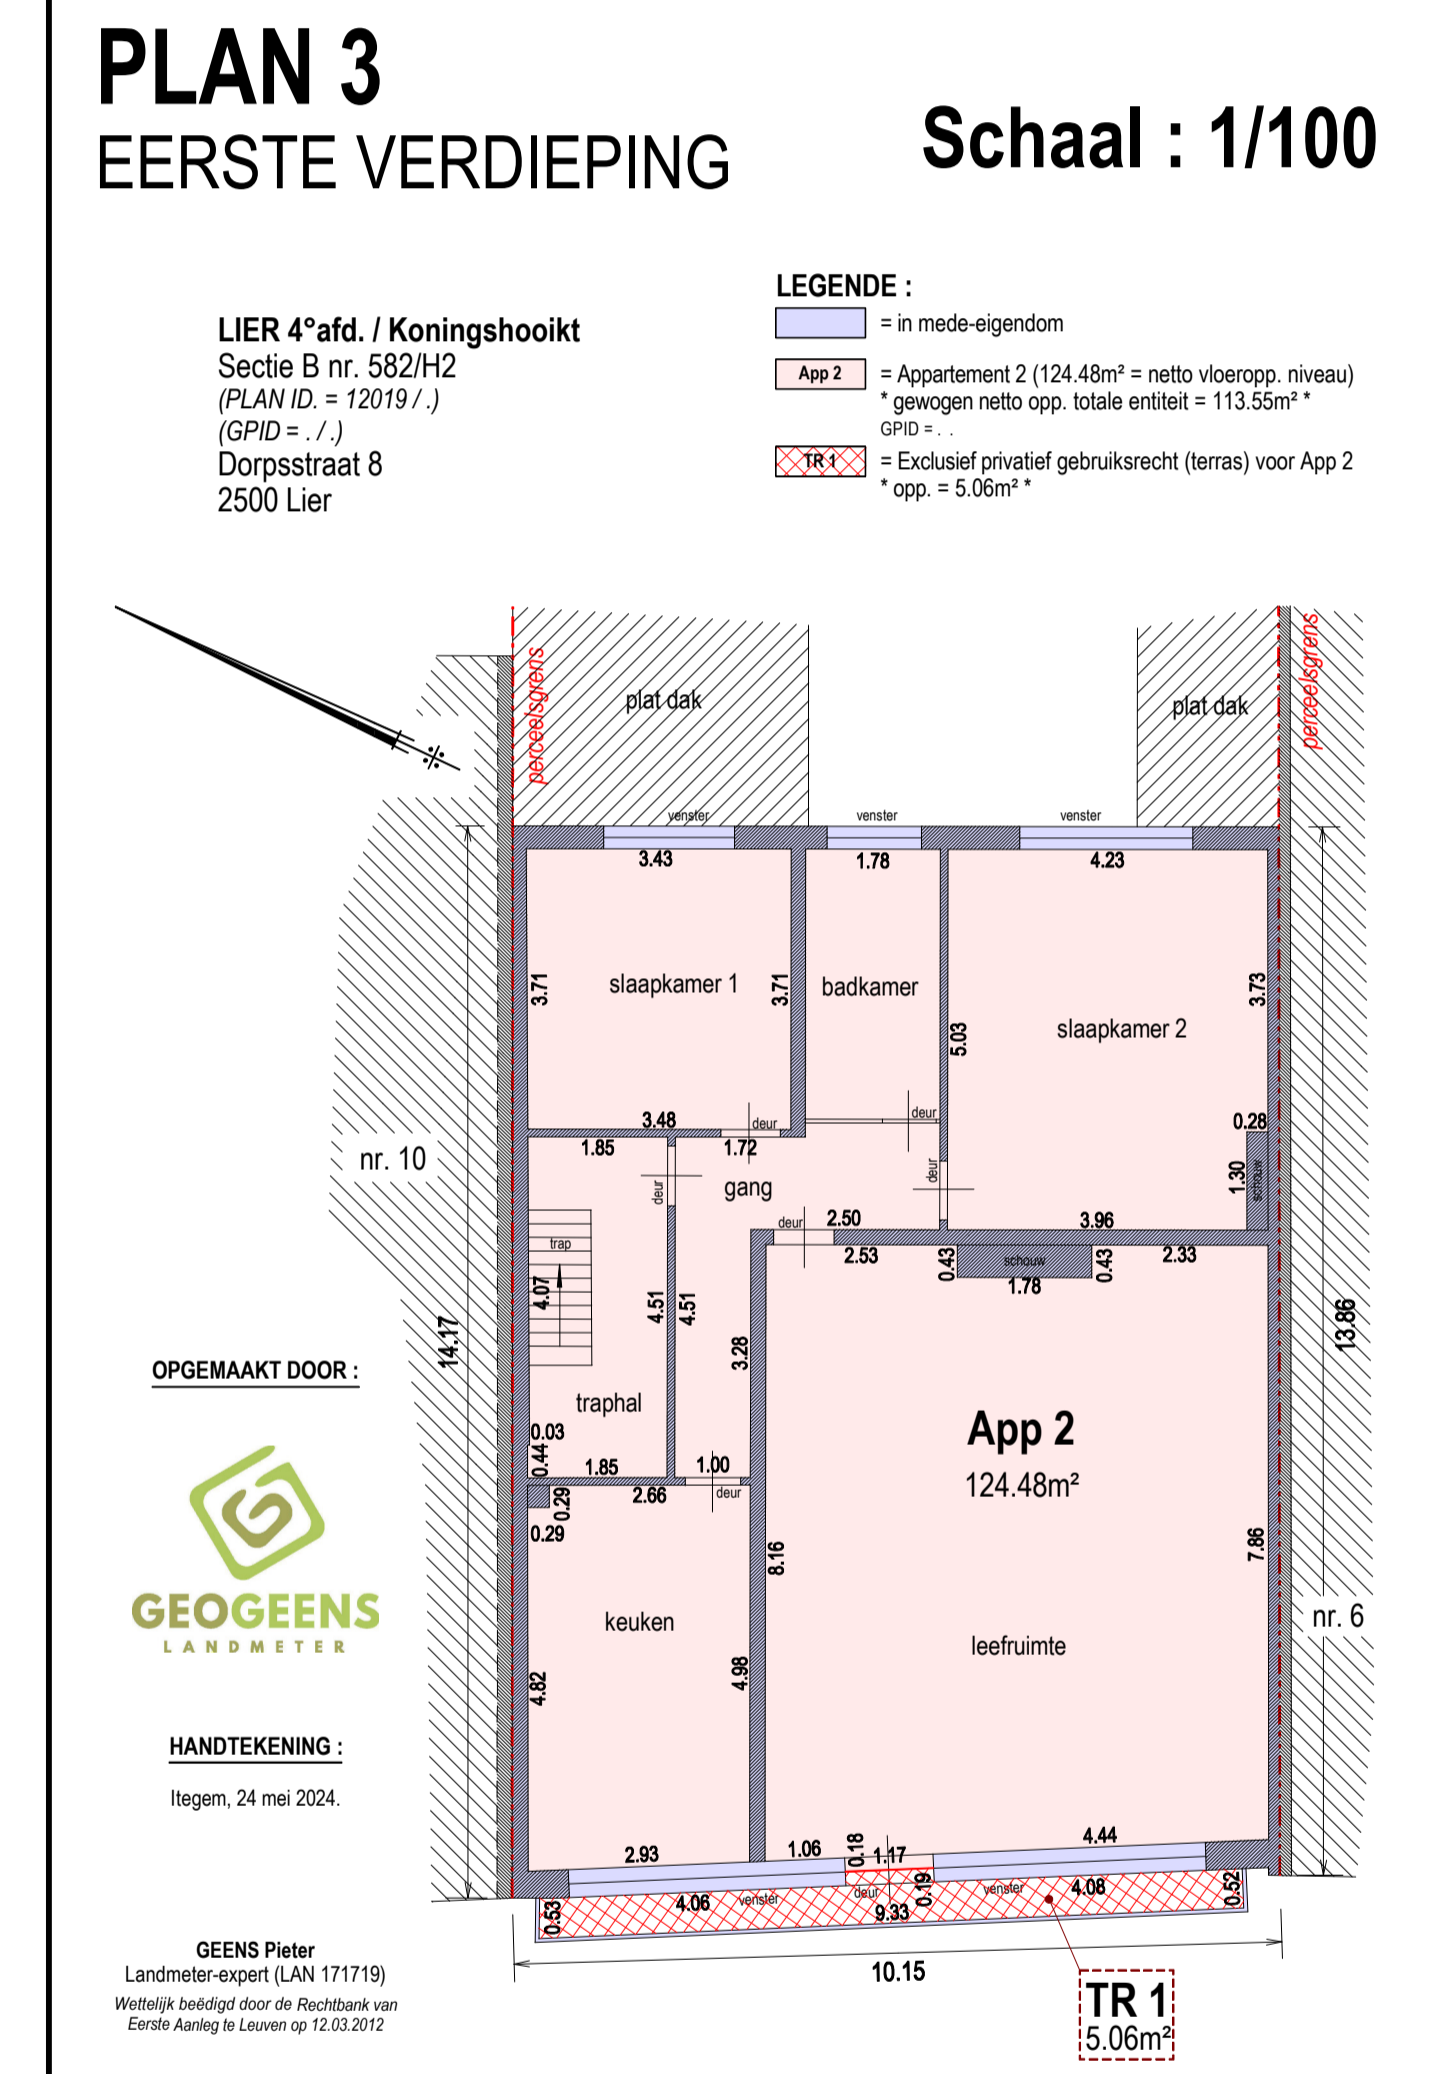 PLAN 3
EERSTE VERDIEPING
Schaal : 1/100
LIER 4°afd. / Koningshooikt
Sectie B nr. 582/H2
(PLAN ID. = 12019 / .)
(GPID = . / .)
Dorpsstraat 8
2500 Lier
LEGENDE :
= in mede-eigendom
App 2
= Appartement 2 (124.48m² = netto vloeropp. niveau)
* gewogen netto opp. totale entiteit = 113.55m² *
GPID = . .
TR 1
= Exclusief privatief gebruiksrecht (terras) voor App 2
* opp. = 5.06m² *
perceelsgrens
plat dak
plat dak
perceelsgrens
venster
venster
venster
3.43
1.78
4.23
3.71
slaapkamer 1
3.71
badkamer
5.03
slaapkamer 2
3.73
3.48
deur
deur
0.28
1.85
1.72
nr. 10
deur
gang
deur
1.30
schouw
deur
2.50
3.96
trap
2.53
0.43
schouw
0.43
2.33
1.78
4.07
4.51
4.51
3.28
14.17
13.86
traphal
App 2
124.48m²
0.03
0.44
1.85
1.00
2.66
deur
0.29
0.29
8.16
7.86
keuken
leefruimte
nr. 6
4.82
4.98
2.93
1.06
0.18
1.17
4.44
0.53
4.06
venster
deur
0.19
venster
4.08
0.52
9.33
10.15
TR 1
5.06m²
OPGEMAAKT DOOR :
GEOGEENS
LANDMETER
HANDTEKENING :
Itegem, 24 mei 2024.
GEENS Pieter
Landmeter-expert (LAN 171719)
Wettelijk beëdigd door de Rechtbank van
Eerste Aanleg te Leuven op 12.03.2012